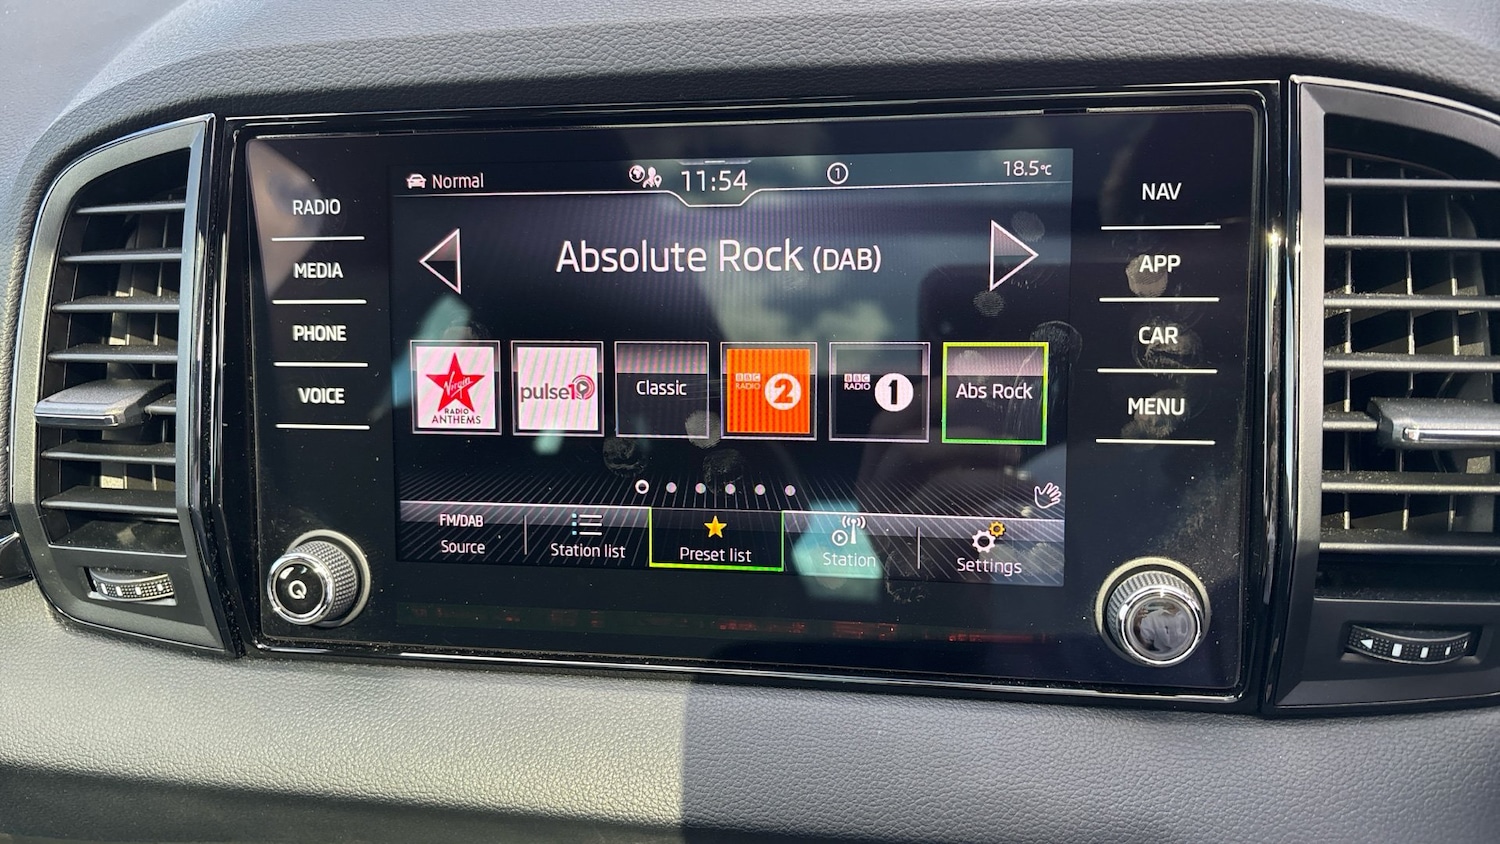 Normal
11:54
1
18.5°C
RADIO
MEDIA
PHONE
VOICE
Absolute Rock (DAB)
Virgin
RADIO
ANTHEMS
pulse1
Classic
BBC
RADIO
2
BBC
RADIO
1
Abs Rock
FM/DAB
Source
Station list
Preset list
Station
Settings
NAV
APP
CAR
MENU